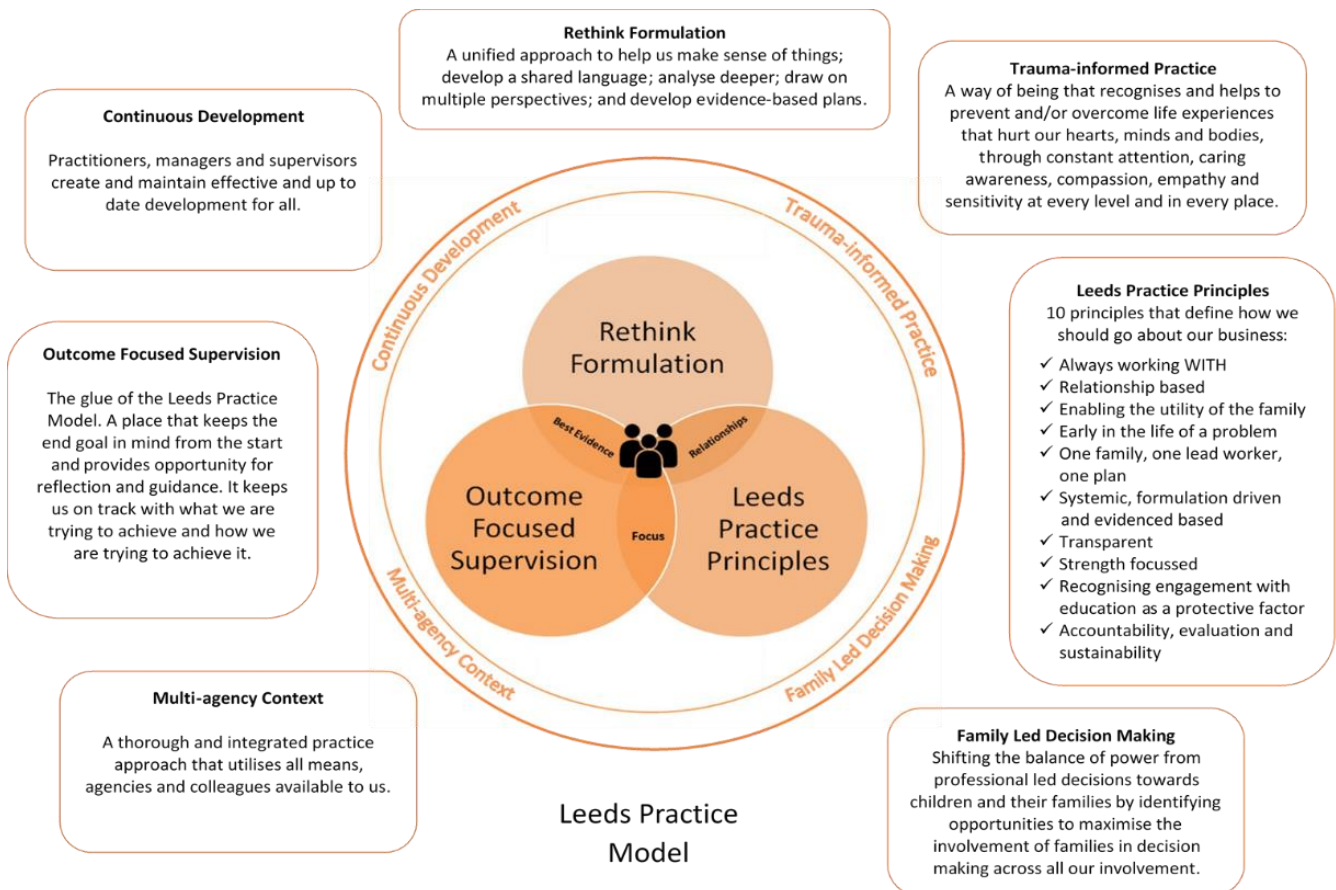 Rethink Formulation
A unified approach to help us make sense of things;
develop a shared language; analyse deeper; draw on
multiple perspectives; and develop evidence-based plans.
Trauma-informed Practice
A way of being that recognises and helps to
prevent and/or overcome life experiences
that hurt our hearts, minds and bodies,
through constant attention, caring
awareness, compassion, empathy and
sensitivity at every level and in every place.
Continuous Development
Practitioners, managers and supervisors
create and maintain effective and up to
date development for all.
Leeds Practice Principles
10 principles that define how we
should go about our business:
✓ Always working WITH
✓ Relationship based
✓ Enabling the utility of the family
✓ Early in the life of a problem
✓ One family, one lead worker,
one plan
✓ Systemic, formulation driven
and evidenced based
✓ Transparent
✓ Strength focussed
✓ Recognising engagement with
education as a protective factor
✓ Accountability, evaluation and
sustainability
Outcome Focused Supervision
The glue of the Leeds Practice
Model. A place that keeps the
end goal in mind from the start
and provides opportunity for
reflection and guidance. It keeps
us on track with what we are
trying to achieve and how we
are trying to achieve it.
Continuous Development
Trauma-informed Practice
Multi-agency Context
Family Led Decision Making
Rethink
Formulation
Best Evidence
Relationships
Outcome
Focused
Supervision
Focus
Leeds
Practice
Principles
Multi-agency Context
A thorough and integrated practice
approach that utilises all means,
agencies and colleagues available to us.
Leeds Practice
Model
Family Led Decision Making
Shifting the balance of power from
professional led decisions towards
children and their families by identifying
opportunities to maximise the
involvement of families in decision
making across all our involvement.